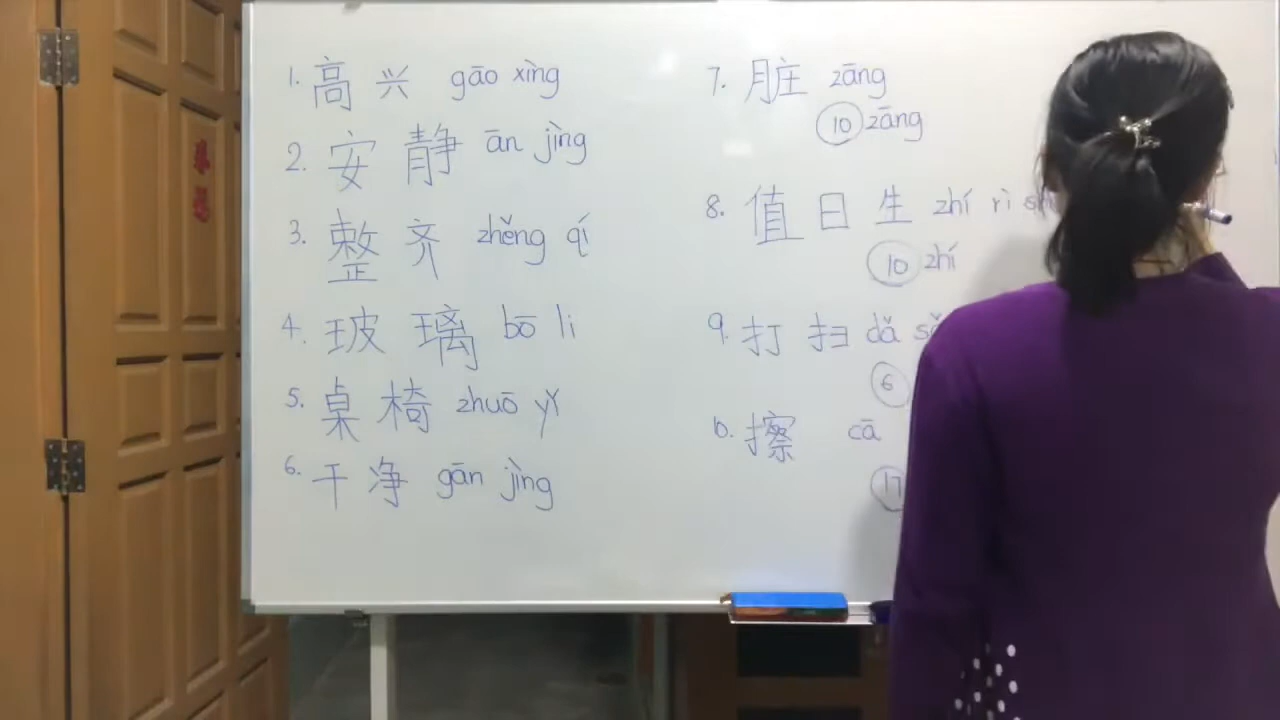 1. 高兴 gāo xìng
2. 安静 ān jìng
3. 整齐 zhěng qí
4. 玻璃 bō li
5. 桌椅 zhuō yǐ
6. 干净 gān jìng
7. 脏 zāng
10 zāng
8. 值日生 zhí rì
10 zhí
9. 打扫 dǎ
6
10. 擦 cā
17